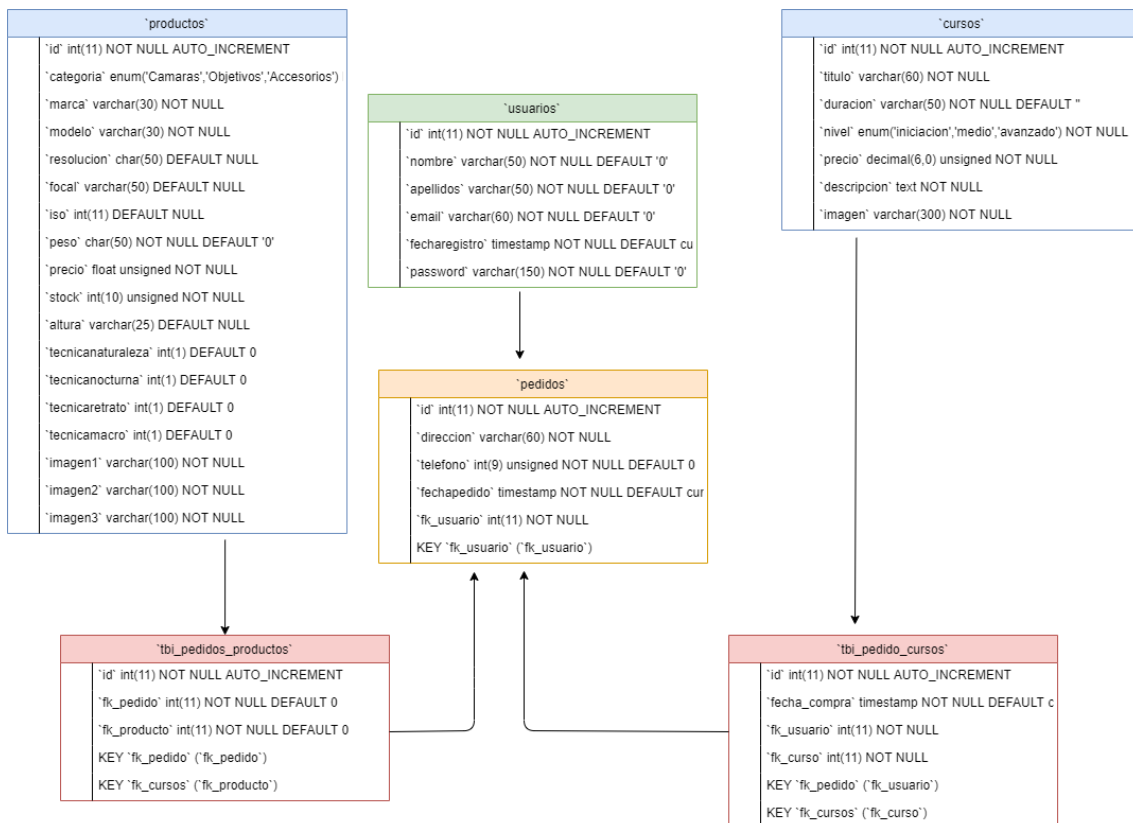 `productos`
`id` int(11) NOT NULL AUTO_INCREMENT
`categoria` enum('Camaras','Objetivos','Accesorios')
`marca` varchar(30) NOT NULL
`modelo` varchar(30) NOT NULL
`resolucion` char(50) DEFAULT NULL
`focal` varchar(50) DEFAULT NULL
`iso` int(11) DEFAULT NULL
`peso` char(50) NOT NULL DEFAULT '0'
`precio` float unsigned NOT NULL
`stock` int(10) unsigned NOT NULL
`altura` varchar(25) DEFAULT NULL
`tecnicanaturaleza` int(1) DEFAULT 0
`tecnicanocturna` int(1) DEFAULT 0
`tecnicaretrato` int(1) DEFAULT 0
`tecnicamacro` int(1) DEFAULT 0
`imagen1` varchar(100) NOT NULL
`imagen2` varchar(100) NOT NULL
`imagen3` varchar(100) NOT NULL
`usuarios`
`id` int(11) NOT NULL AUTO_INCREMENT
`nombre` varchar(50) NOT NULL DEFAULT '0'
`apellidos` varchar(50) NOT NULL DEFAULT '0'
`email` varchar(60) NOT NULL DEFAULT '0'
`fecharegistro` timestamp NOT NULL DEFAULT cu
`password` varchar(150) NOT NULL DEFAULT '0'
`cursos`
`id` int(11) NOT NULL AUTO_INCREMENT
`titulo` varchar(60) NOT NULL
`duracion` varchar(50) NOT NULL DEFAULT ''
`nivel` enum('iniciacion','medio','avanzado') NOT NULL
`precio` decimal(6,0) unsigned NOT NULL
`descripcion` text NOT NULL
`imagen` varchar(300) NOT NULL
`pedidos`
`id` int(11) NOT NULL AUTO_INCREMENT
`direccion` varchar(60) NOT NULL
`telefono` int(9) unsigned NOT NULL DEFAULT 0
`fechapedido` timestamp NOT NULL DEFAULT cur
`fk_usuario` int(11) NOT NULL
KEY `fk_usuario` (`fk_usuario`)
`tbi_pedidos_productos`
`id` int(11) NOT NULL AUTO_INCREMENT
`fk_pedido` int(11) NOT NULL DEFAULT 0
`fk_producto` int(11) NOT NULL DEFAULT 0
KEY `fk_pedido` (`fk_pedido`)
KEY `fk_cursos` (`fk_producto`)
`tbi_pedido_cursos`
`id` int(11) NOT NULL AUTO_INCREMENT
`fecha_compra` timestamp NOT NULL DEFAULT c
`fk_usuario` int(11) NOT NULL
`fk_curso` int(11) NOT NULL
KEY `fk_pedido` (`fk_usuario`)
KEY `fk_cursos` (`fk_curso`)